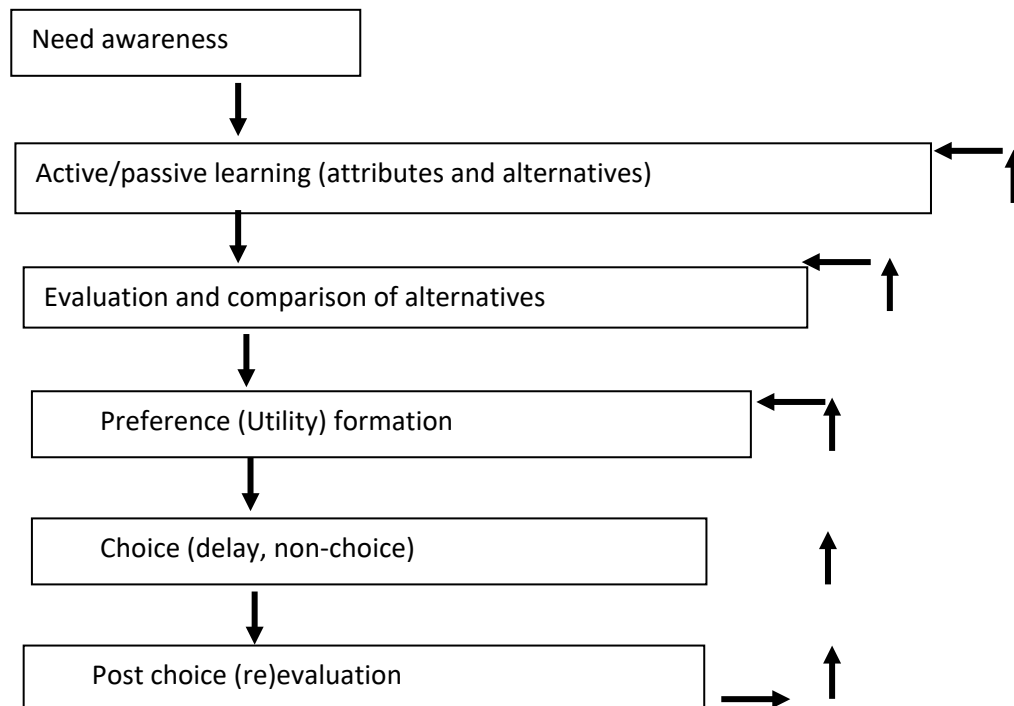 Need awareness
Active/passive learning (attributes and alternatives)
Evaluation and comparison of alternatives
Preference (Utility) formation
Choice (delay, non-choice)
Post choice (re)evaluation